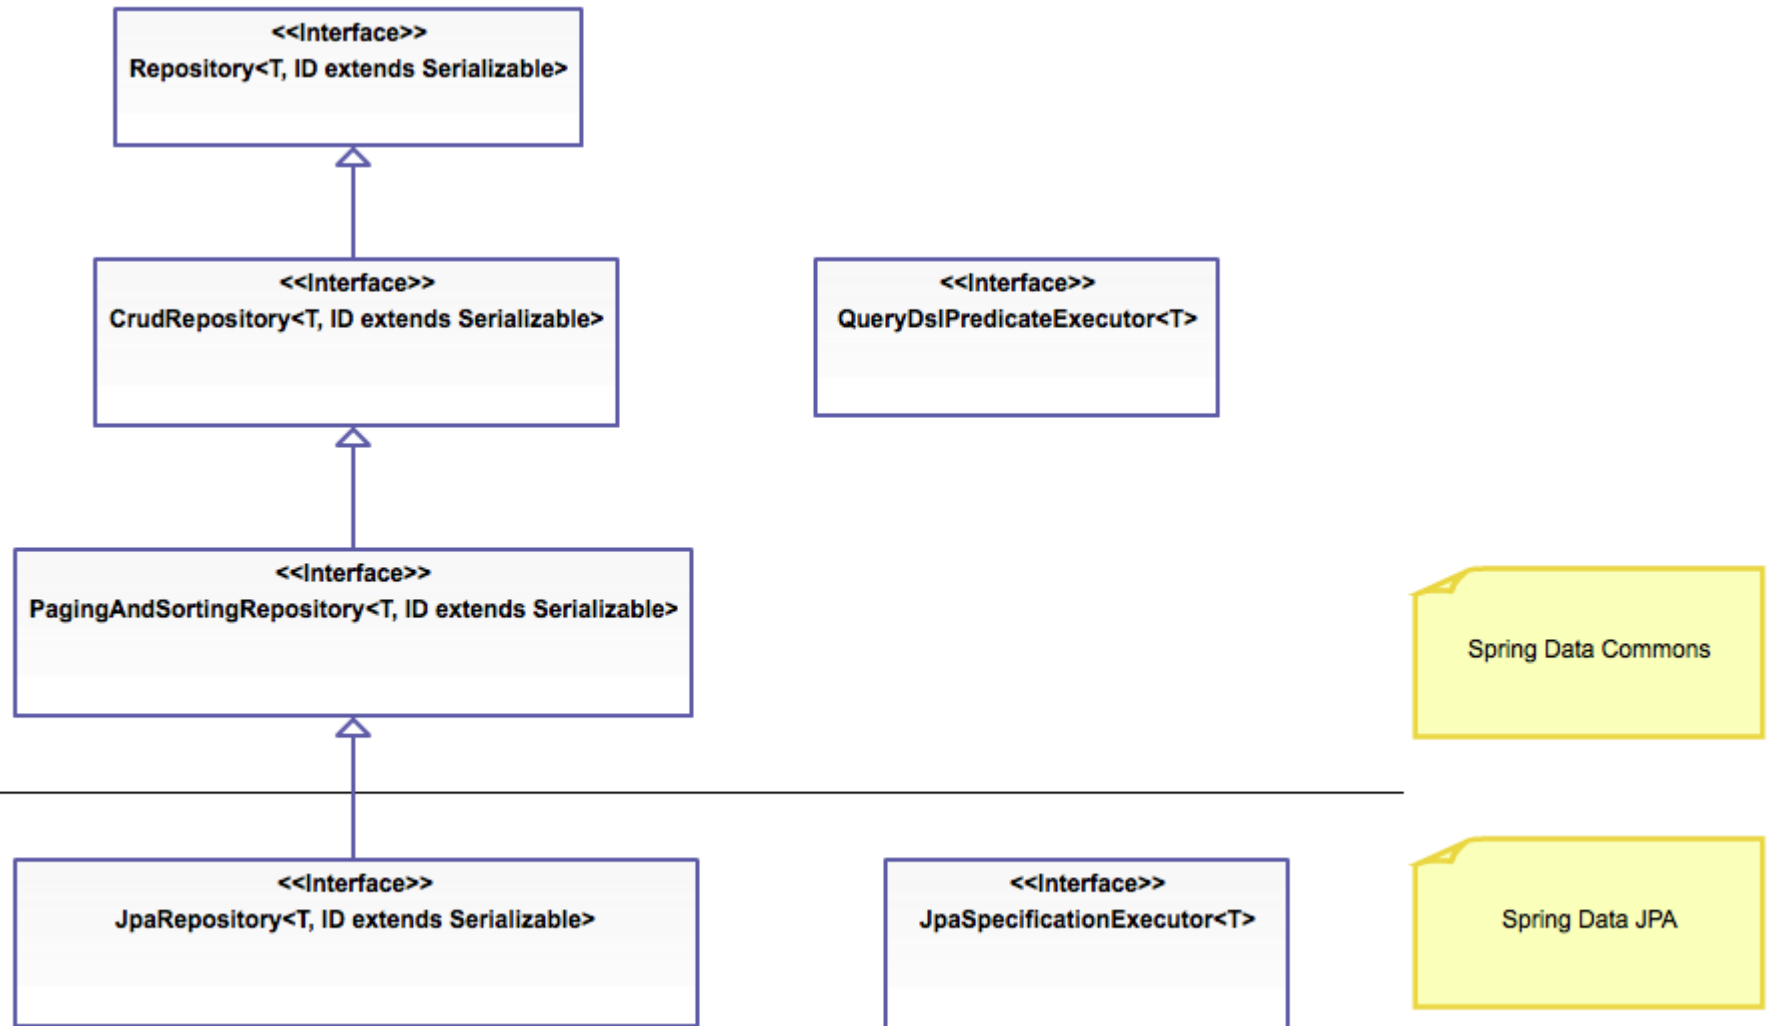 <<Interface>>
Repository<T, ID extends Serializable>
<<Interface>>
CrudRepository<T, ID extends Serializable>
<<Interface>>
QueryDslPredicateExecutor<T>
<<Interface>>
PagingAndSortingRepository<T, ID extends Serializable>
Spring Data Commons
<<Interface>>
JpaRepository<T, ID extends Serializable>
<<Interface>>
JpaSpecificationExecutor<T>
Spring Data JPA